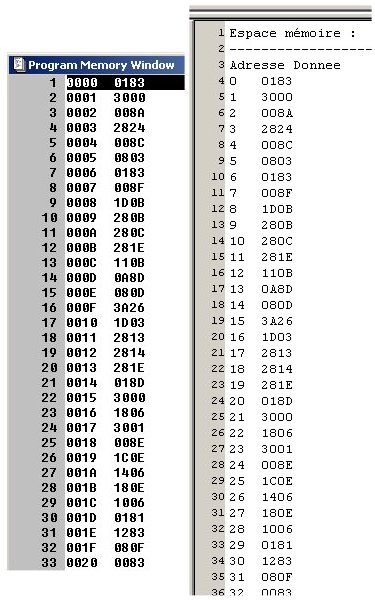 Program Memory Window
1 0000 0183
2 0001 3000
3 0002 008A
4 0003 2824
5 0004 008C
6 0005 0803
7 0006 0183
8 0007 008F
9 0008 1D0B
10 0009 280B
11 000A 280C
12 000B 281E
13 000C 110B
14 000D 0A8D
15 000E 080D
16 000F 3A26
17 0010 1D03
18 0011 2813
19 0012 2814
20 0013 281E
21 0014 018D
22 0015 3000
23 0016 1806
24 0017 3001
25 0018 008E
26 0019 1C0E
27 001A 1406
28 001B 180E
29 001C 1006
30 001D 0181
31 001E 1283
32 001F 080F
33 0020 0083
1 Espace mémoire :
2 --------------------
3 Adresse Donnee
4 0 0183
5 1 3000
6 2 008A
7 3 2824
8 4 008C
9 5 0803
10 6 0183
11 7 008F
12 8 1D0B
13 9 280B
14 10 280C
15 11 281E
16 12 110B
17 13 0A8D
18 14 080D
19 15 3A26
20 16 1D03
21 17 2813
22 18 2814
23 19 281E
24 20 018D
25 21 3000
26 22 1806
27 23 3001
28 24 008E
29 25 1C0E
30 26 1406
31 27 180E
32 28 1006
33 29 0181
34 30 1283
35 31 080F
36 32 0083